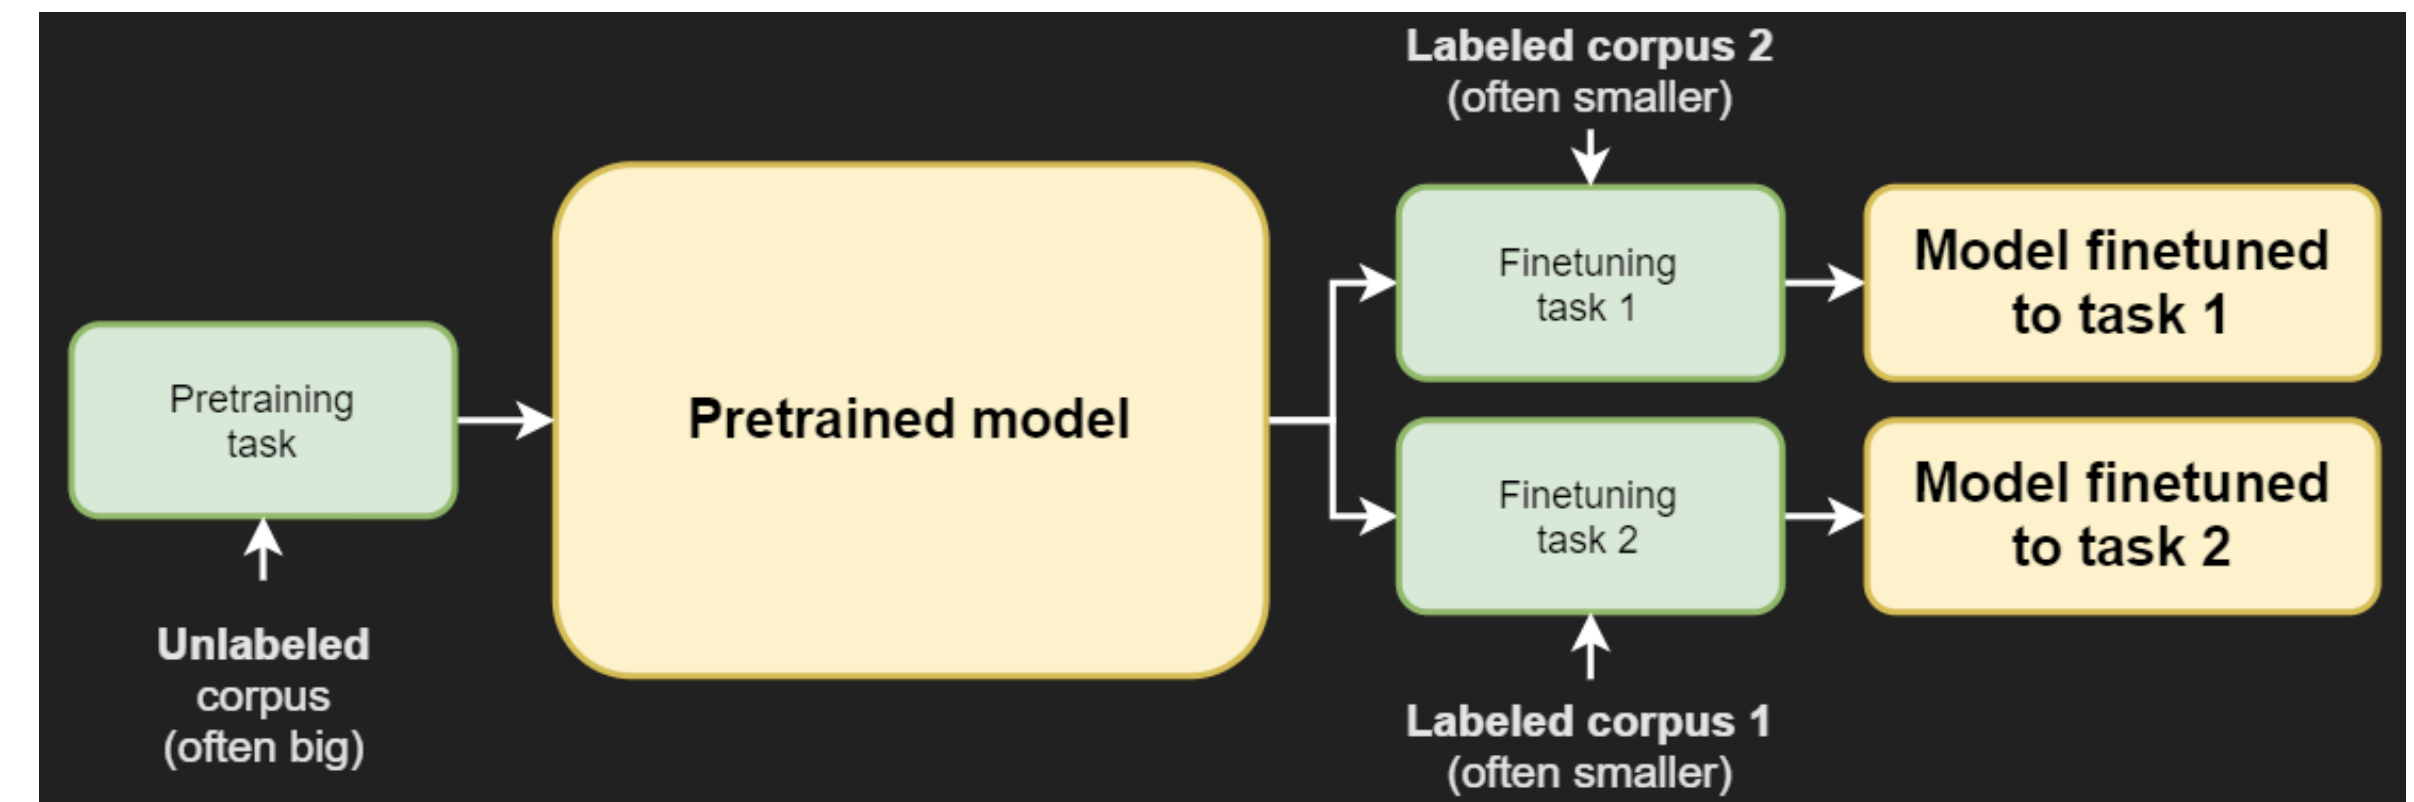 Labeled corpus 2
(often smaller)
Pretraining
task
Unlabeled
corpus
(often big)
Pretrained model
Finetuning
task 1
Model finetuned
to task 1
Finetuning
task 2
Model finetuned
to task 2
Labeled corpus 1
(often smaller)